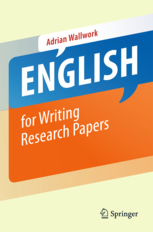 Adrian Wallwork
ENGLISH
for Writing
Research Papers
Springer